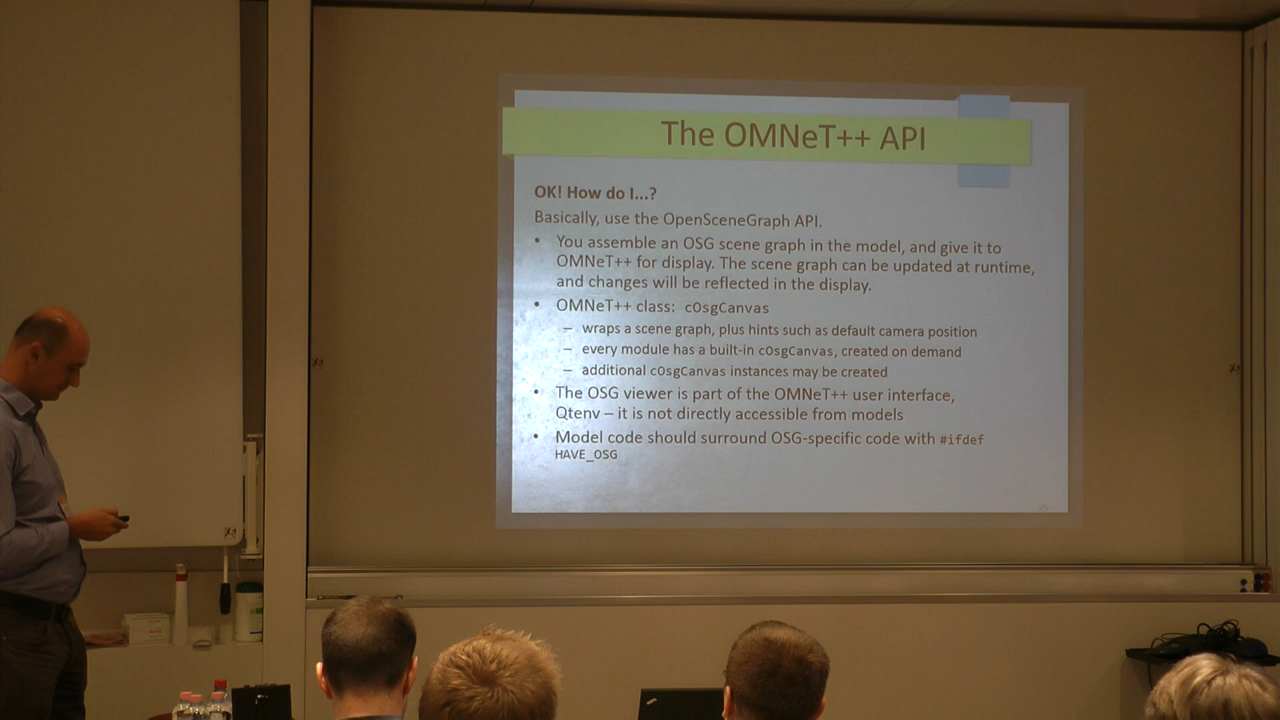 The OMNeT++ API
OK! How do I...?
Basically, use the OpenSceneGraph API.
• You assemble an OSG scene graph in the model, and give it to
OMNeT++ for display. The scene graph can be updated at runtime,
and changes will be reflected in the display.
• OMNeT++ class: cOsgCanvas
– wraps a scene graph, plus hints such as default camera position
– every module has a built-in cOsgCanvas, created on demand
– additional cOsgCanvas instances may be created
• The OSG viewer is part of the OMNeT++ user interface,
Qtenv – it is not directly accessible from models
• Model code should surround OSG-specific code with #ifdef
HAVE_OSG